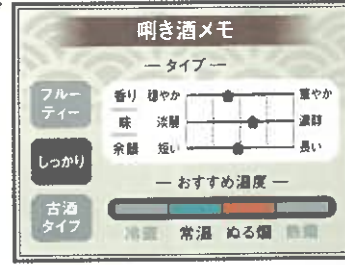 唎き酒メモ
― タイプ ―
フルーティー
しっかり
古酒タイプ
香り 穏やか 華やか
味 淡麗 濃醇
余韻 短い 長い
― おすすめ温度 ―
冷酒 常温 ぬる燗 熱燗